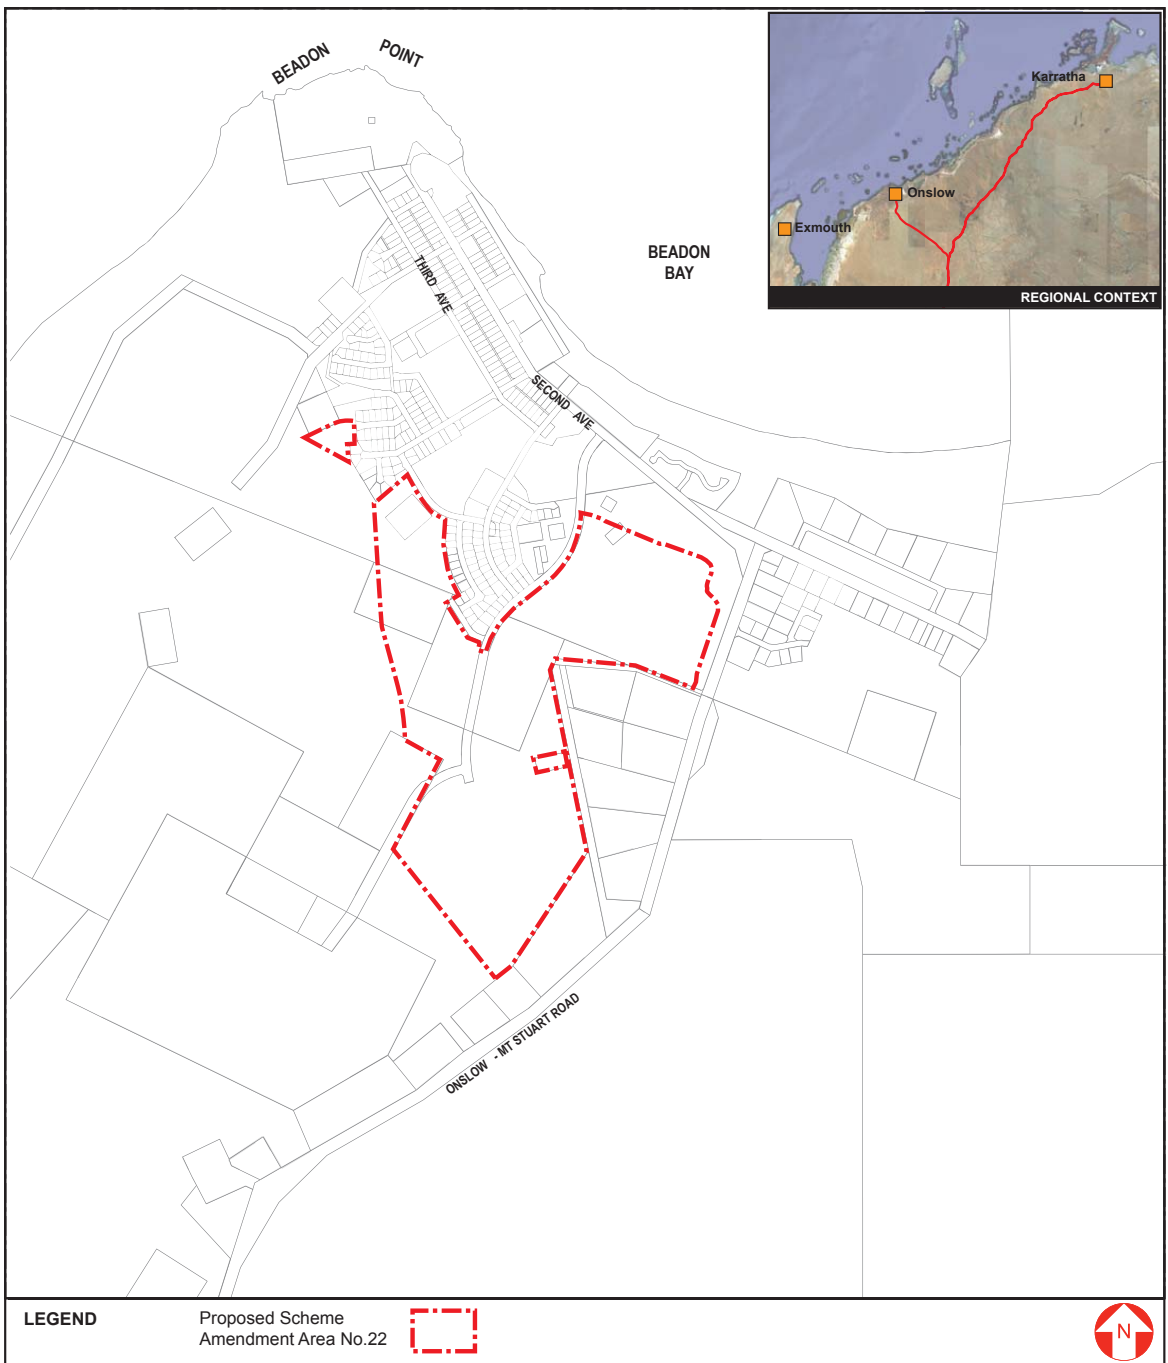 BEADON POINT
Karratha
Onslow
Exmouth
REGIONAL CONTEXT
BEADON
BAY
THIRD AVE
SECOND AVE
ONSLOW - MT STUART ROAD
LEGEND
Proposed Scheme
Amendment Area No.22
N